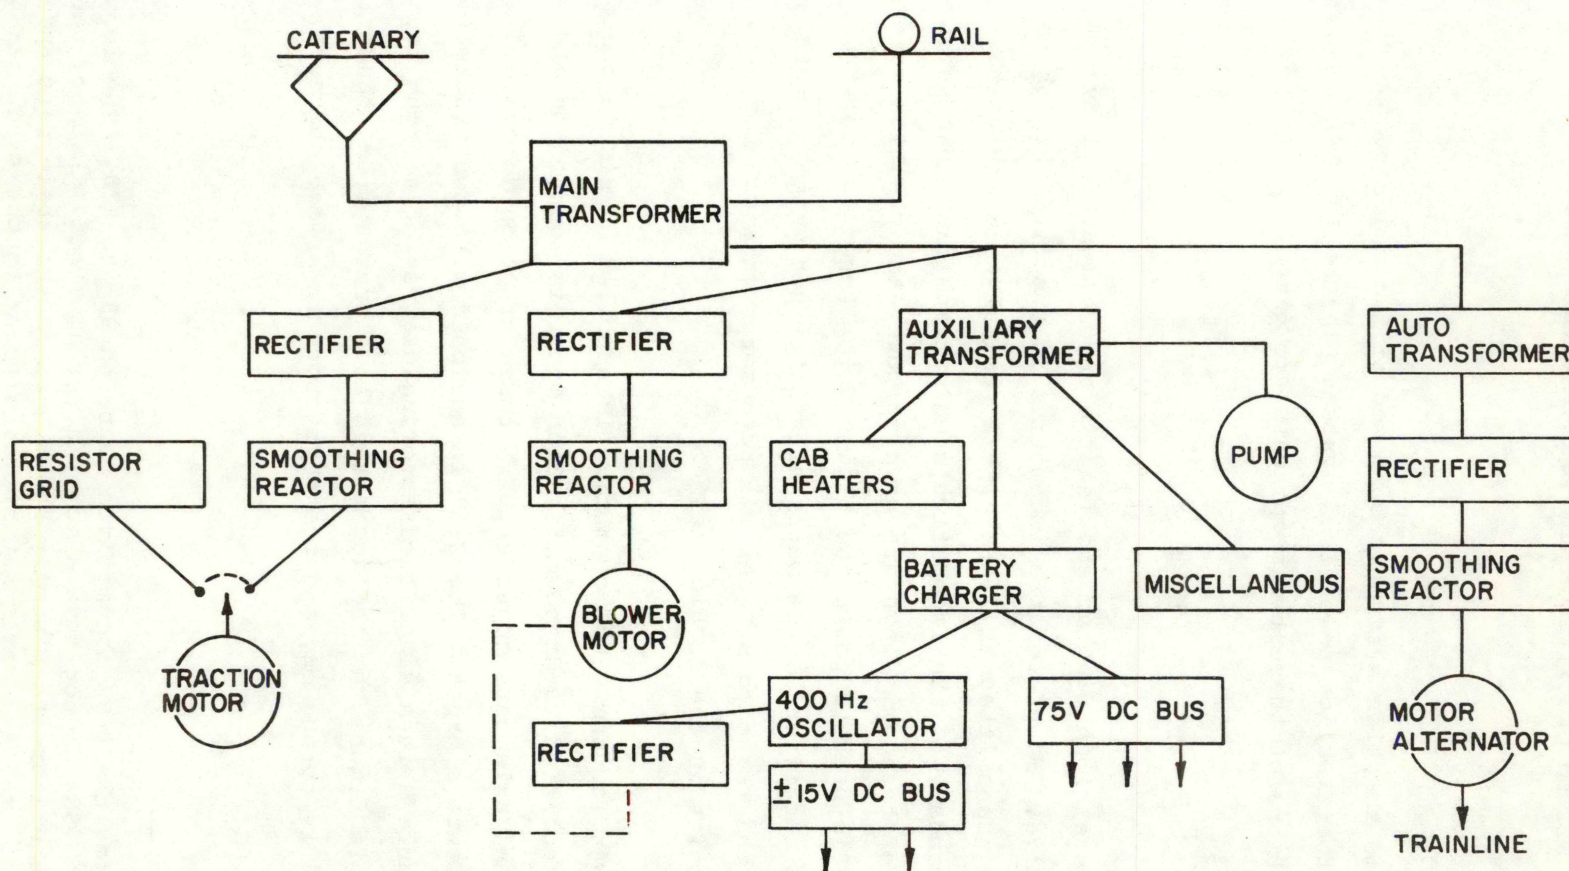 CATENARY
RAIL
MAIN
TRANSFORMER
RECTIFIER
RECTIFIER
AUXILIARY
TRANSFORMER
AUTO
TRANSFORMER
RESISTOR
GRID
SMOOTHING
REACTOR
SMOOTHING
REACTOR
CAB
HEATERS
PUMP
RECTIFIER
BATTERY
CHARGER
MISCELLANEOUS
SMOOTHING
REACTOR
BLOWER
MOTOR
TRACTION
MOTOR
400 Hz
OSCILLATOR
75V DC BUS
MOTOR
ALTERNATOR
RECTIFIER
±15V DC BUS
TRAINLINE